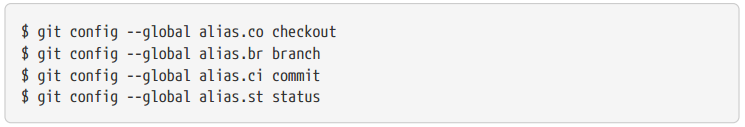 $ git config --global alias.co checkout
$ git config --global alias.br branch
$ git config --global alias.ci commit
$ git config --global alias.st status